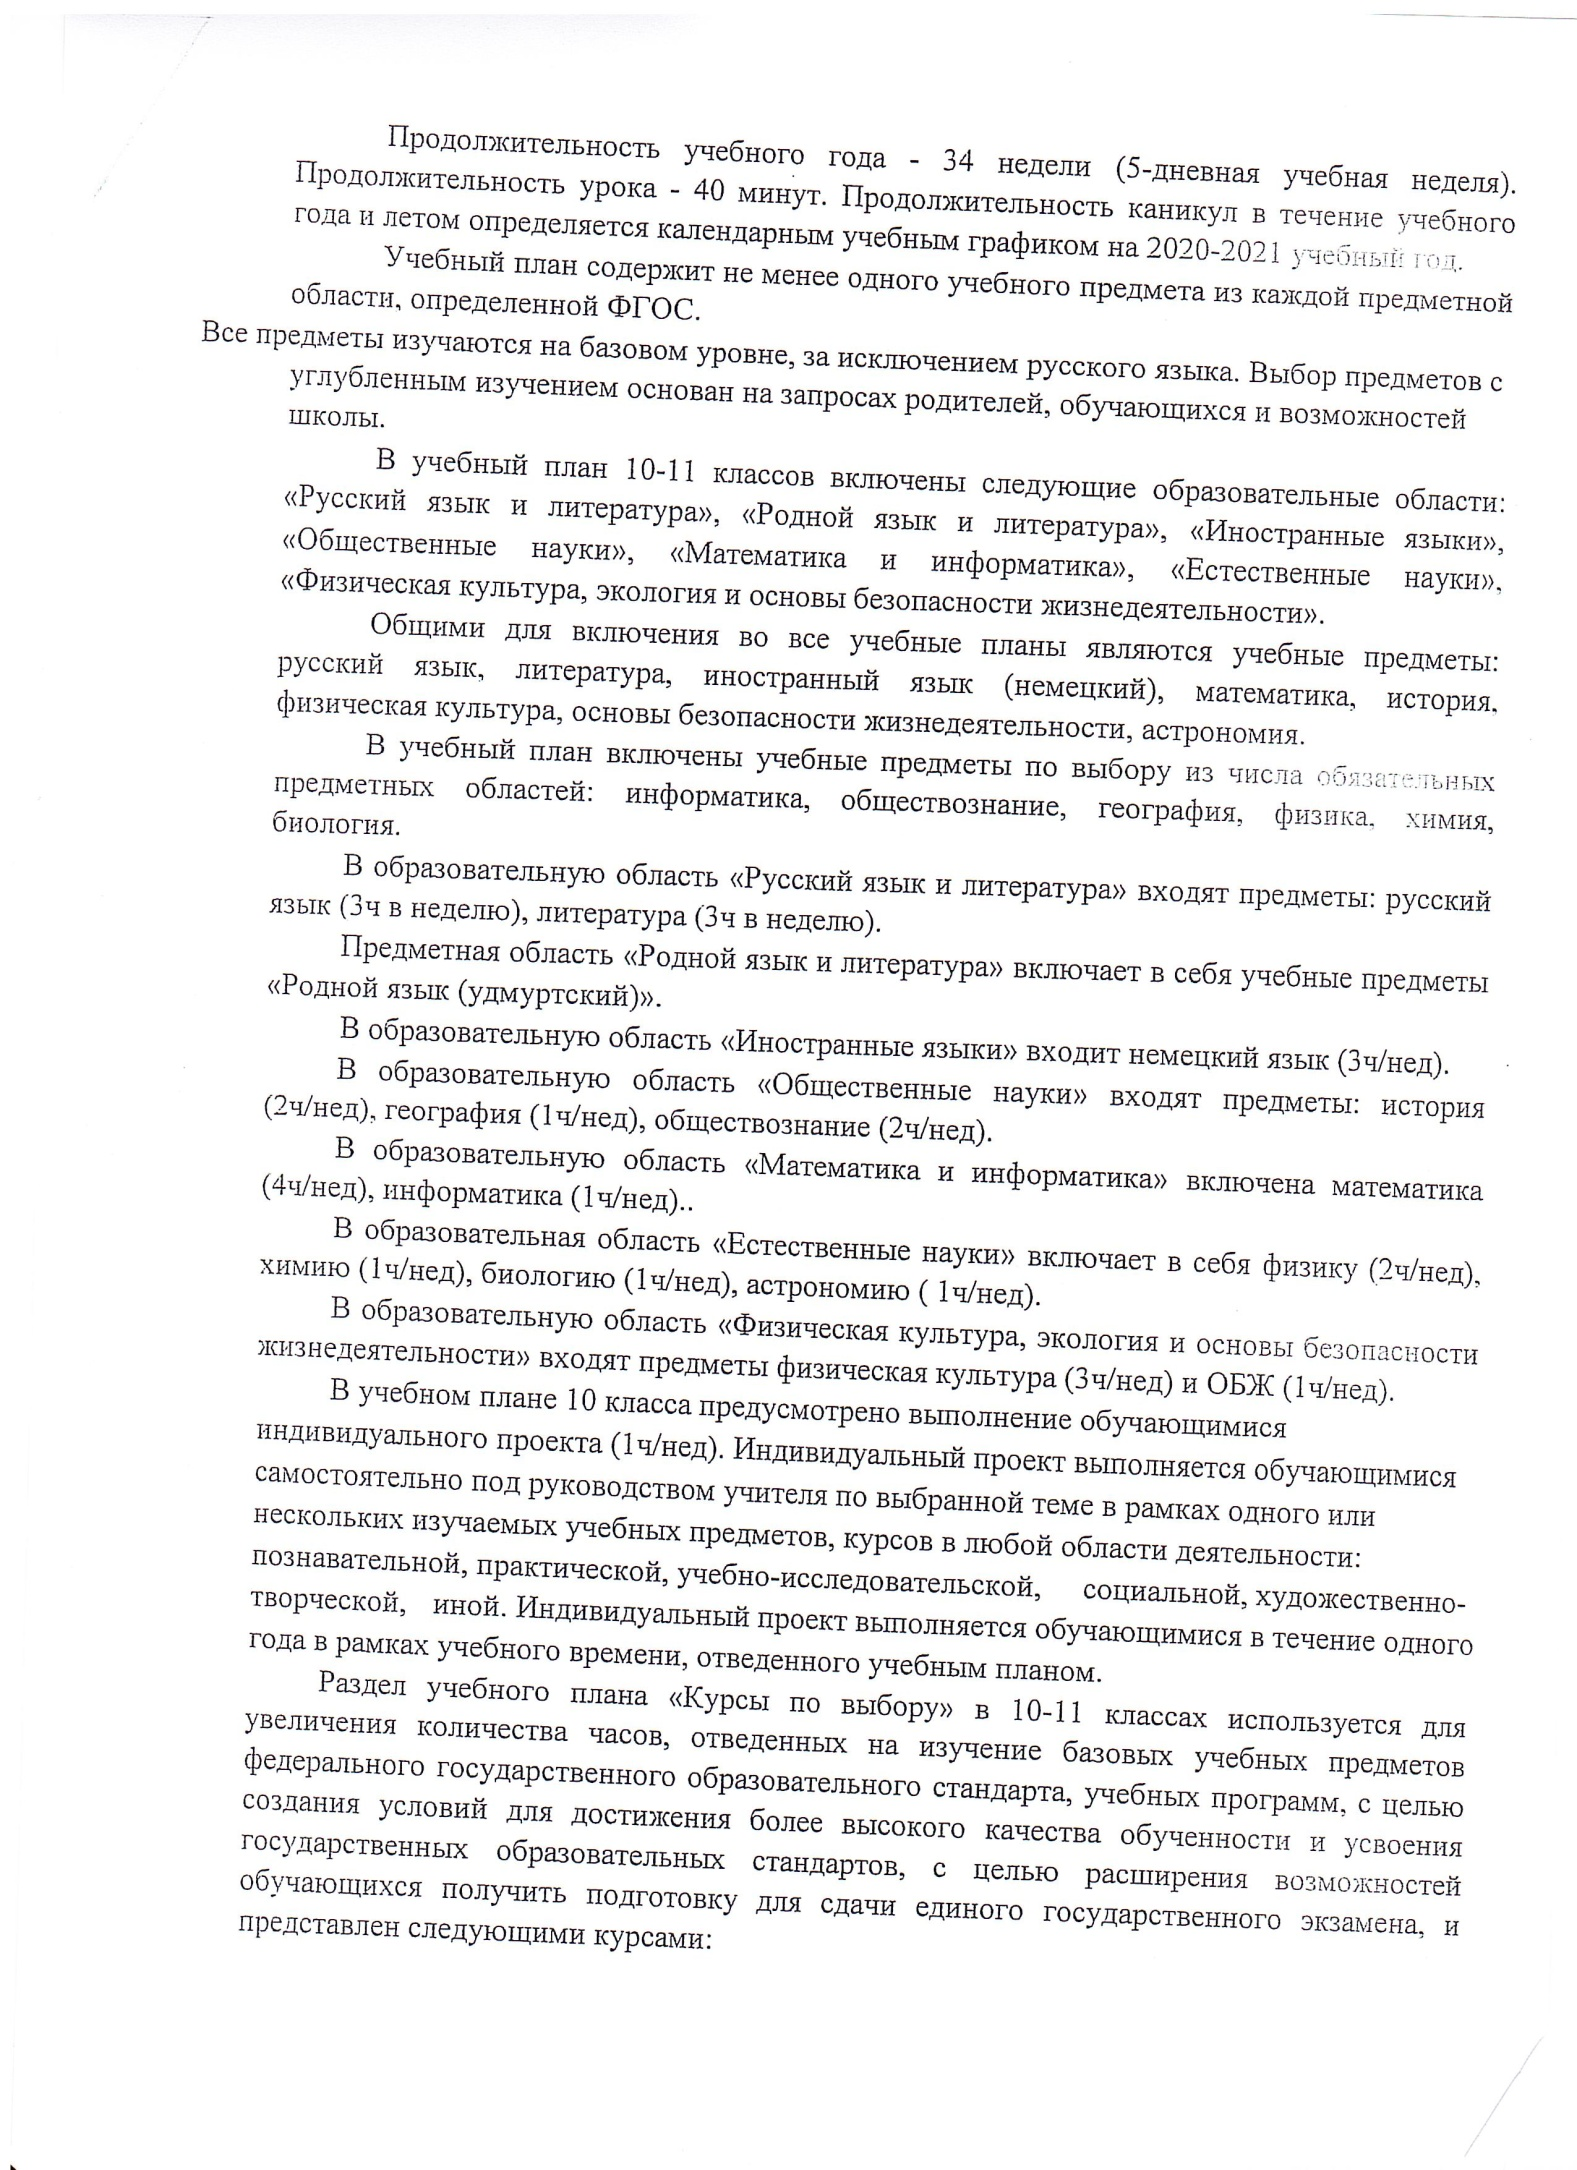 Продолжительность учебного года - 34 недели (5-дневная учебная неделя).
Продолжительность урока - 40 минут. Продолжительность каникул в течение учебного
года и летом определяется календарным учебным графиком на 2020-2021 учебный год.
Учебный план содержит не менее одного учебного предмета из каждой предметной
области, определенной ФГОС.
Все предметы изучаются на базовом уровне, за исключением русского языка. Выбор предметов с
углубленным изучением основан на запросах родителей, обучающихся и возможностей
школы.
В учебный план 10-11 классов включены следующие образовательные области:
«Русский язык и литература», «Родной язык и литература», «Иностранные языки»,
«Общественные науки», «Математика и информатика», «Естественные науки»,
«Физическая культура, экология и основы безопасности жизнедеятельности».
Общими для включения во все учебные планы являются учебные предметы:
русский язык, литература, иностранный язык (немецкий), математика, история,
физическая культура, основы безопасности жизнедеятельности, астрономия.
В учебный план включены учебные предметы по выбору из числа обязательных
предметных областей: информатика, обществознание, география, физика, химия,
биология.
В образовательную область «Русский язык и литература» входят предметы: русский
язык (3ч в неделю), литература (3ч в неделю).
Предметная область «Родной язык и литература» включает в себя учебные предметы
«Родной язык (удмуртский)».
В образовательную область «Иностранные языки» входит немецкий язык (3ч/нед).
В образовательную область «Общественные науки» входят предметы: история
(2ч/нед), география (1ч/нед), обществознание (2ч/нед).
В образовательную область «Математика и информатика» включена математика
(4ч/нед), информатика (1ч/нед)..
В образовательная область «Естественные науки» включает в себя физику (2ч/нед),
химию (1ч/нед), биологию (1ч/нед), астрономию ( 1ч/нед).
В образовательную область «Физическая культура, экология и основы безопасности
жизнедеятельности» входят предметы физическая культура (3ч/нед) и ОБЖ (1ч/нед).
В учебном плане 10 класса предусмотрено выполнение обучающимися
индивидуального проекта (1ч/нед). Индивидуальный проект выполняется обучающимися
самостоятельно под руководством учителя по выбранной теме в рамках одного или
нескольких изучаемых учебных предметов, курсов в любой области деятельности:
познавательной, практической, учебно-исследовательской, социальной, художественно-
творческой, иной. Индивидуальный проект выполняется обучающимися в течение одного
года в рамках учебного времени, отведенного учебным планом.
Раздел учебного плана «Курсы по выбору» в 10-11 классах используется для
увеличения количества часов, отведенных на изучение базовых учебных предметов
федерального государственного образовательного стандарта, учебных программ, с целью
создания условий для достижения более высокого качества обученности и усвоения
государственных образовательных стандартов, с целью расширения возможностей
обучающихся получить подготовку для сдачи единого государственного экзамена, и
представлен следующими курсами: